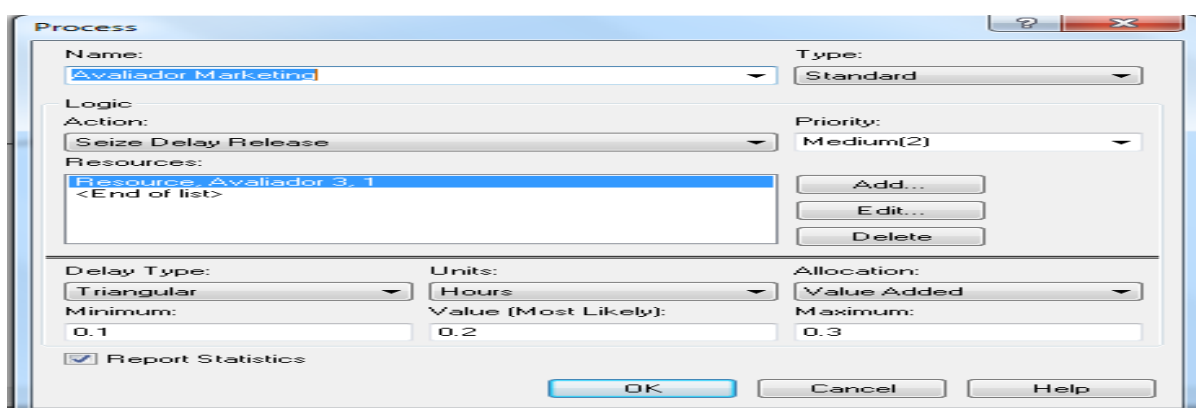 Process
Name: Type:
Avaliador Marketing Standard
Logic
Action: Priority:
Seize Delay Release Medium(2)
Resources:
Resource, Avaliador 3, 1 Add...
<End of list>
Edit...
Delete
Delay Type: Units: Allocation:
Triangular Hours Value Added
Minimum: Value (Most Likely): Maximum:
0.1 0.2 0.3
Report Statistics
OK Cancel Help